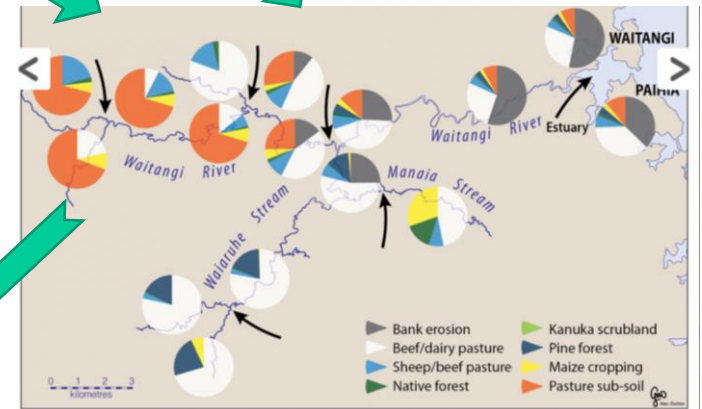 WAITANGI
PAIHIA
Estuary
Waitangi River
Waitangi River
Manaia Stream
Waiaruhe Stream
Bank erosion
Beef/dairy pasture
Sheep/beef pasture
Native forest
Kanuka scrubland
Pine forest
Maize cropping
Pasture sub-soil
0 1 2 3
kilometres